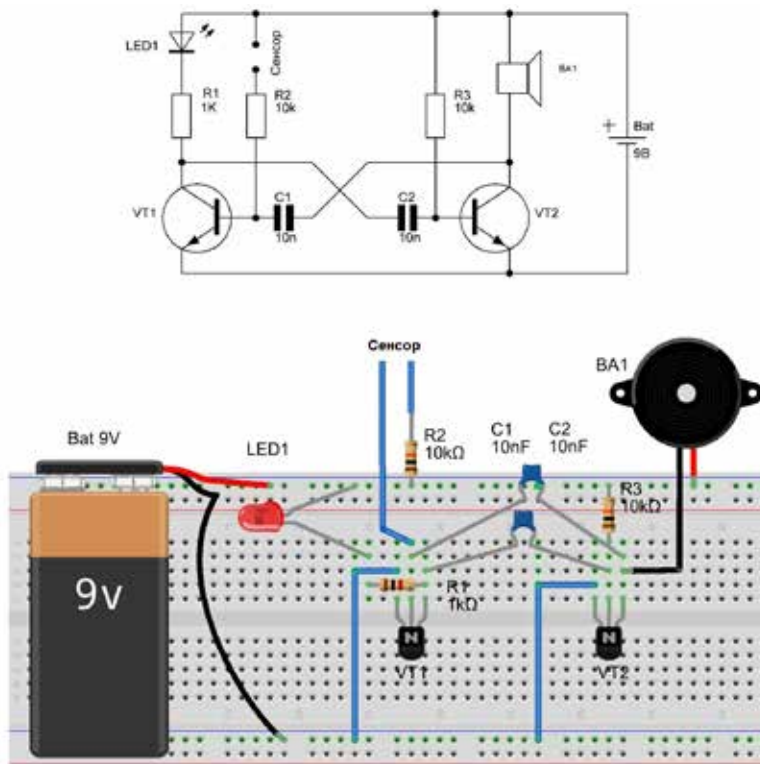 LED1
Сенсор
R1
1K
R2
10k
R3
10k
BA1
+
Bat
9В
VT1
C1
10n
C2
10n
VT2
Сенсор
BA1
Bat 9V
LED1
R2
10kΩ
C1
10nF
C2
10nF
R3
10kΩ
9v
R1
1kΩ
N
VT1
N
VT2